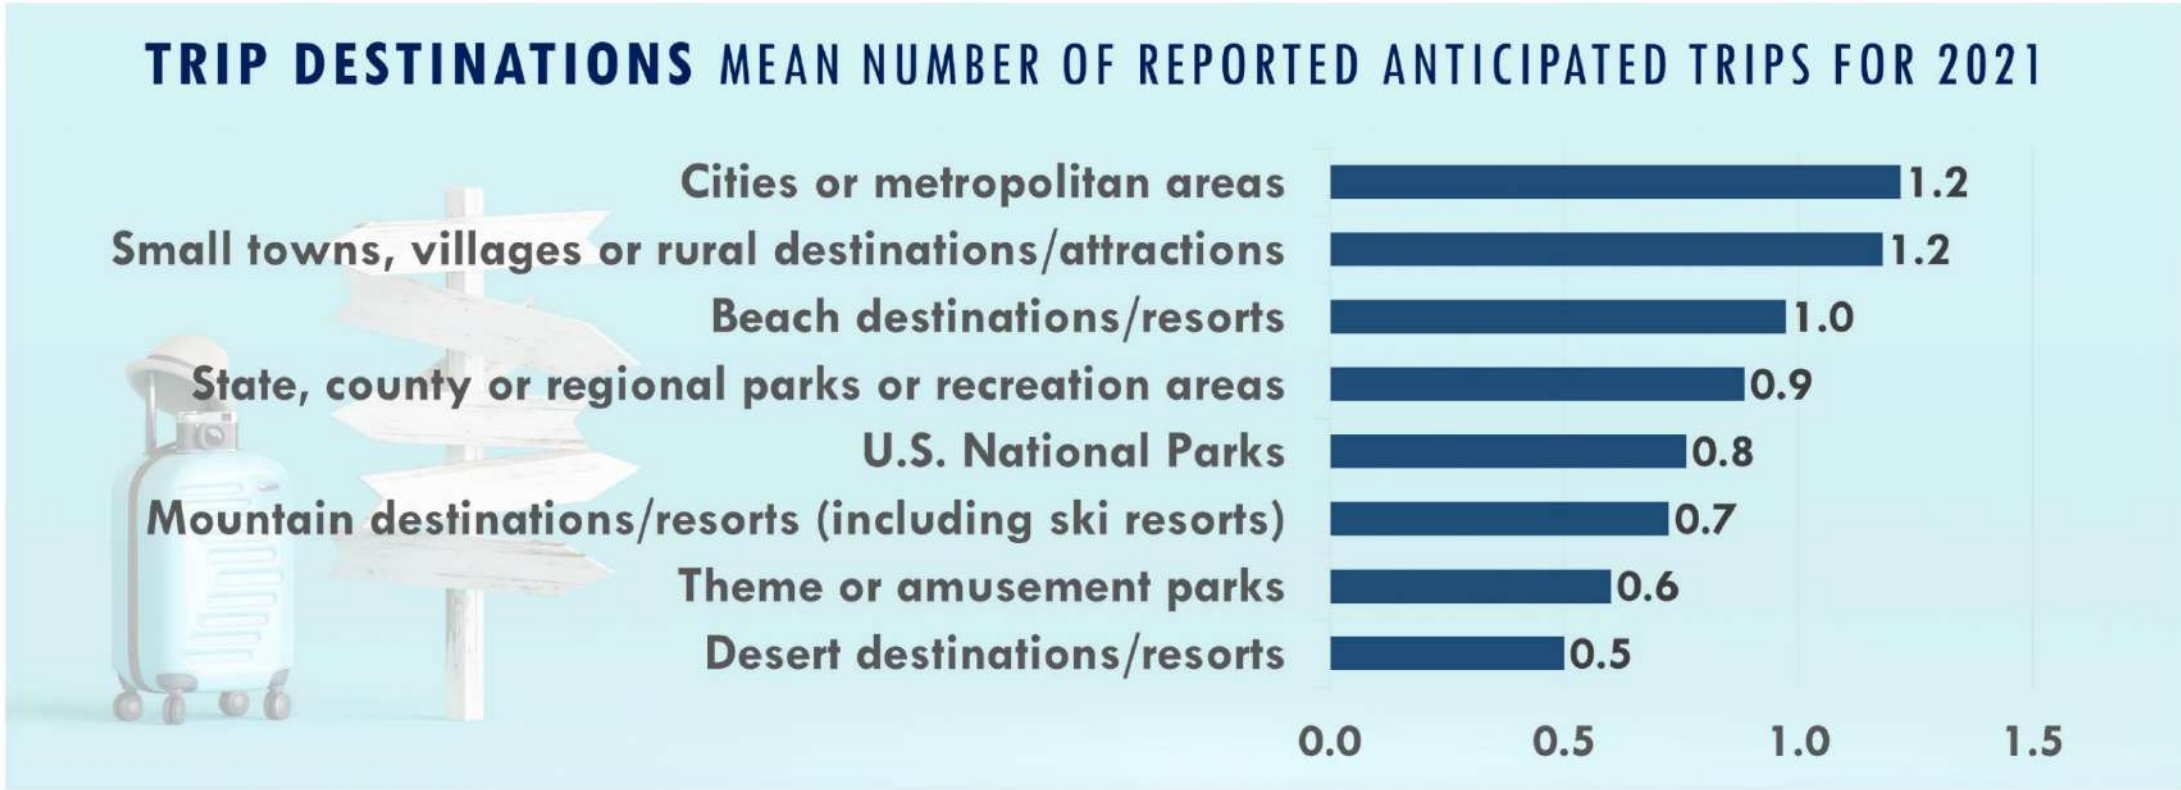 TRIP DESTINATIONS MEAN NUMBER OF REPORTED ANTICIPATED TRIPS FOR 2021
Cities or metropolitan areas 1.2
Small towns, villages or rural destinations/attractions 1.2
Beach destinations/resorts 1.0
State, county or regional parks or recreation areas 0.9
U.S. National Parks 0.8
Mountain destinations/resorts (including ski resorts) 0.7
Theme or amusement parks 0.6
Desert destinations/resorts 0.5
0.0 0.5 1.0 1.5